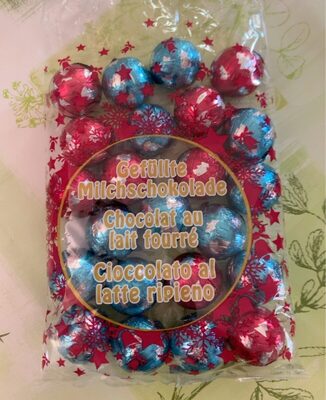 Gefüllte
Milchschokolade
Chocolat au
lait fourré
Cioccolato al
latte ripieno